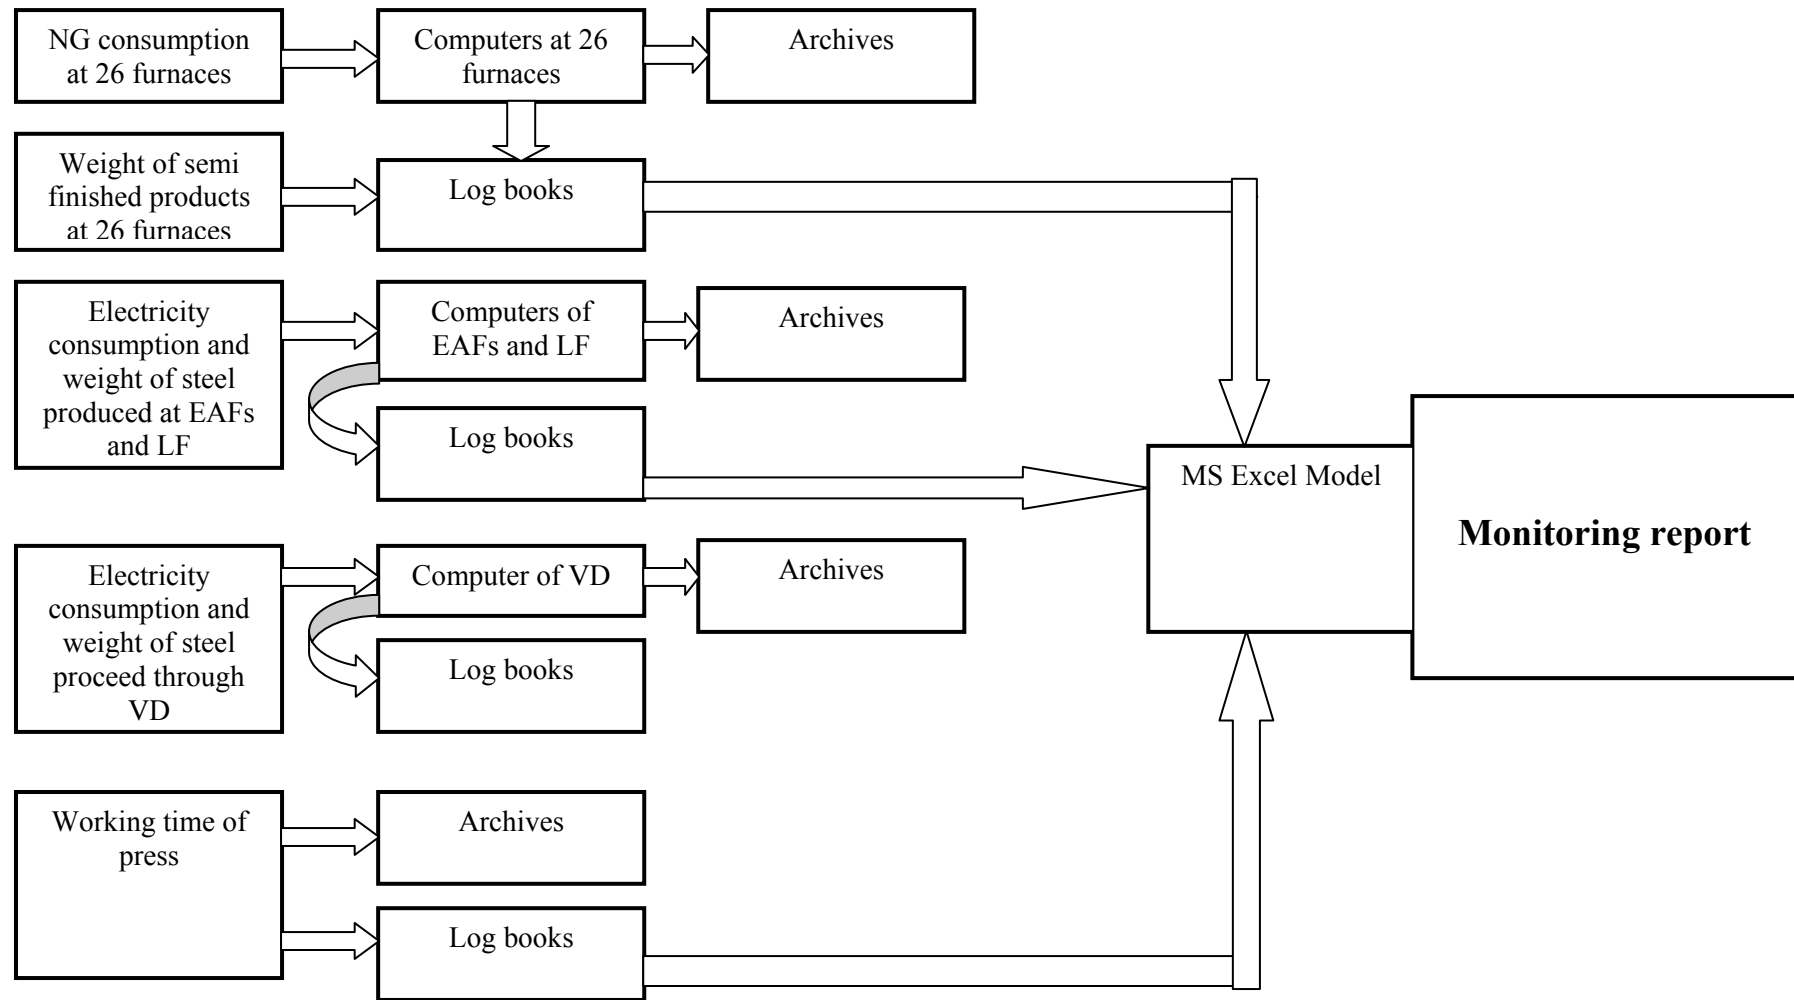 NG consumption
at 26 furnaces
Computers at 26
furnaces
Archives
Weight of semi
finished products
at 26 furnaces
Log books
Electricity
consumption and
weight of steel
produced at EAFs
and LF
Computers of
EAFs and LF
Archives
Log books
MS Excel Model
Monitoring report
Electricity
consumption and
weight of steel
proceed through
VD
Computer of VD
Archives
Log books
Working time of
press
Archives
Log books